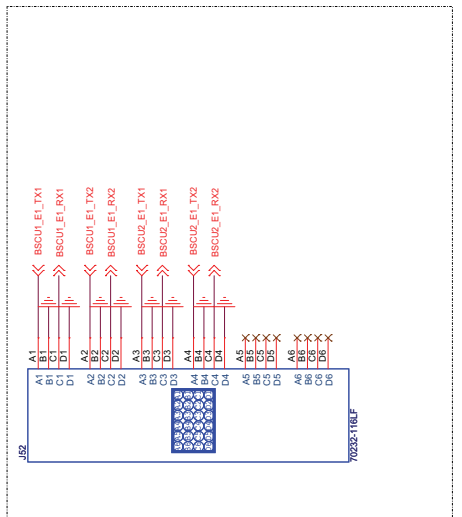 BSCU1_E1_TX1
BSCU1_E1_RX1
BSCU1_E1_TX2
BSCU1_E1_RX2
BSCU2_E1_TX1
BSCU2_E1_RX1
BSCU2_E1_TX2
BSCU2_E1_RX2
A1
B1
C1
D1
A2
B2
C2
D2
A3
B3
C3
D3
A4
B4
C4
D4
A5
B5
C5
D5
A6
B6
C6
D6
A1
B1
C1
D1
A2
B2
C2
D2
A3
B3
C3
D3
A4
B4
C4
D4
A5
B5
C5
D5
A6
B6
C6
D6
J52
70232-116LF